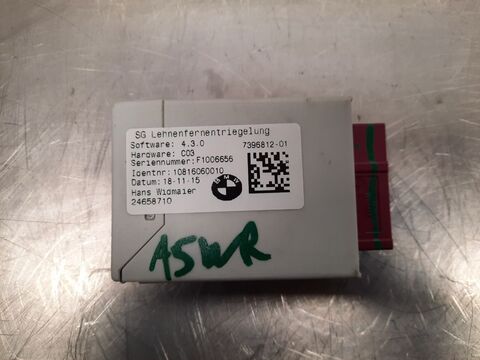 SG Lehnenfernentriegelung
Software: 4.3.0 7396812-01
Hardware: C03
Seriennummer: F1006656
Identnr: 10816060010
Datum: 18-11-15
BMW
Hans Widmaier
24658710
A5WR